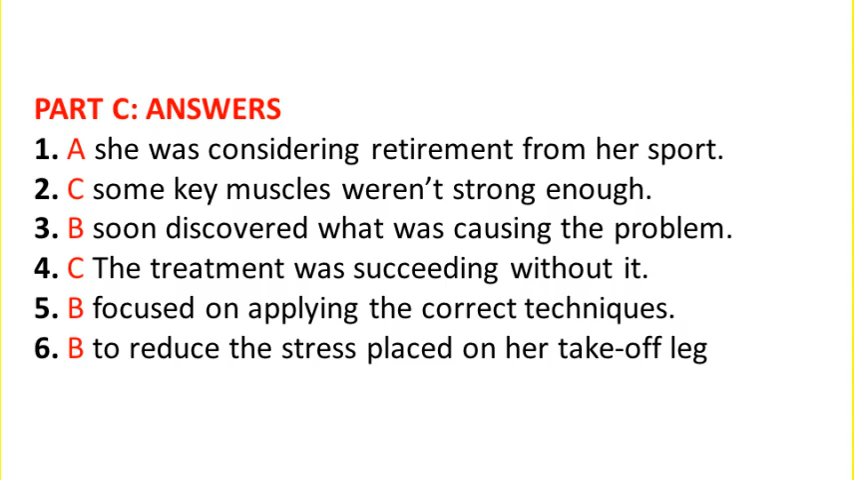 PART C: ANSWERS
1. A she was considering retirement from her sport.
2. C some key muscles weren’t strong enough.
3. B soon discovered what was causing the problem.
4. C The treatment was succeeding without it.
5. B focused on applying the correct techniques.
6. B to reduce the stress placed on her take-off leg